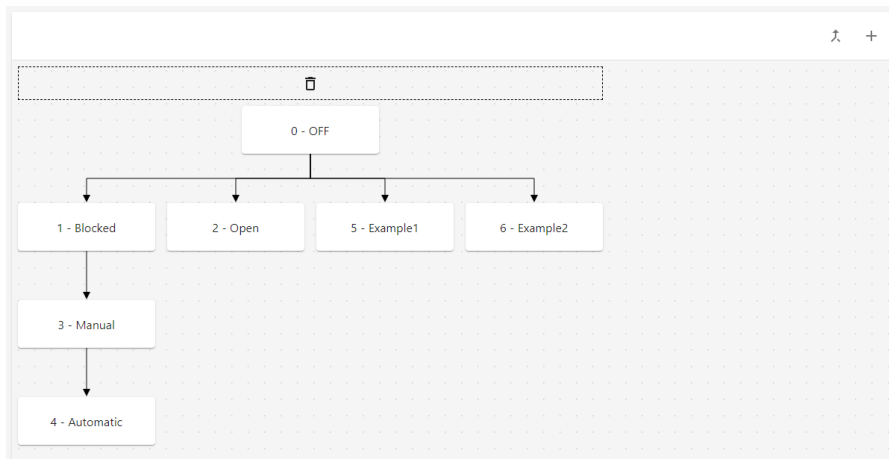 0 - OFF
1 - Blocked
2 - Open
5 - Example1
6 - Example2
3 - Manual
4 - Automatic